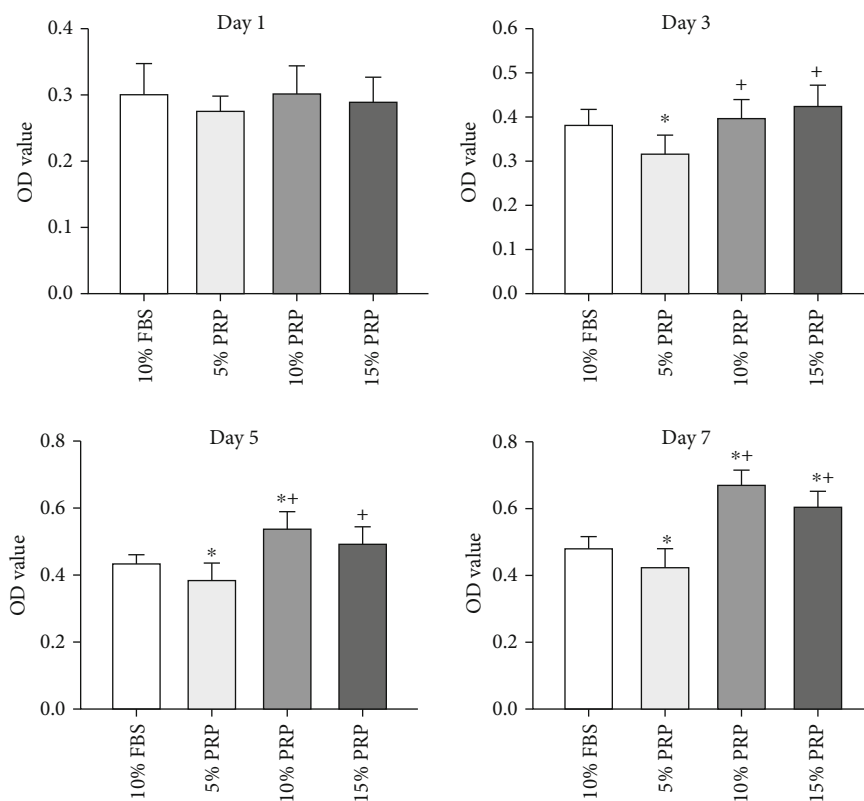 Day 1
OD value
0.4
0.3
0.2
0.1
0.0
10% FBS
5% PRP
10% PRP
15% PRP
Day 3
OD value
0.6
0.5
0.4
0.3
0.2
0.1
0.0
*
+
+
10% FBS
5% PRP
10% PRP
15% PRP
Day 5
OD value
0.8
0.6
0.4
0.2
0.0
*
*+
+
10% FBS
5% PRP
10% PRP
15% PRP
Day 7
OD value
0.8
0.6
0.4
0.2
0.0
*
*+
*+
10% FBS
5% PRP
10% PRP
15% PRP